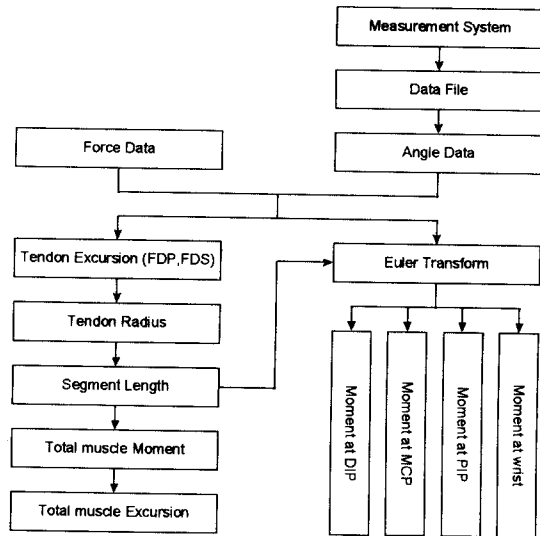 Measurement System
Data File
Force Data
Angle Data
Tendon Excursion (FDP,FDS)
Euler Transform
Tendon Radius
Segment Length
Total muscle Moment
Total muscle Excursion
Moment at DIP
Moment at MCP
Moment at PIP
Moment at wrist